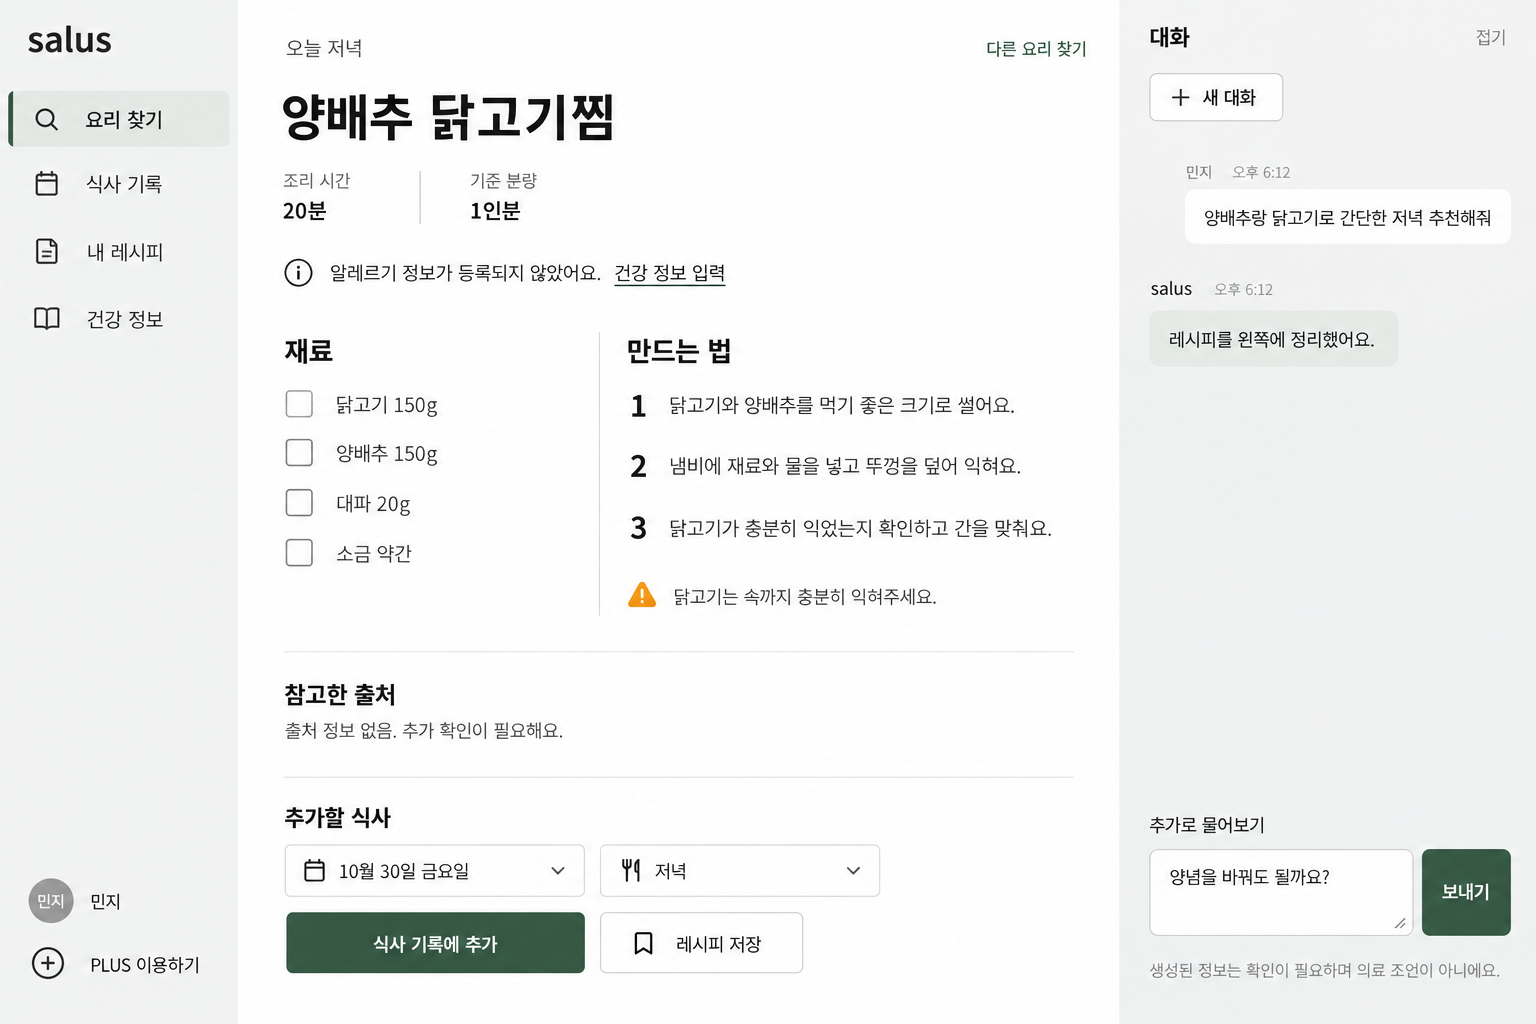 salus
요리 찾기
식사 기록
내 레시피
건강 정보
민지
민지
PLUS 이용하기
오늘 저녁
다른 요리 찾기
양배추 닭고기찜
조리 시간
20분
기준 분량
1인분
알레르기 정보가 등록되지 않았어요. 건강 정보 입력
재료
닭고기 150g
양배추 150g
대파 20g
소금 약간
만드는 법
1 닭고기와 양배추를 먹기 좋은 크기로 썰어요.
2 냄비에 재료와 물을 넣고 뚜껑을 덮어 익혀요.
3 닭고기가 충분히 익었는지 확인하고 간을 맞춰요.
닭고기는 속까지 충분히 익혀주세요.
참고한 출처
출처 정보 없음. 추가 확인이 필요해요.
추가할 식사
10월 30일 금요일
저녁
식사 기록에 추가
레시피 저장
대화
접기
새 대화
민지 오후 6:12
양배추랑 닭고기로 간단한 저녁 추천해줘
salus 오후 6:12
레시피를 왼쪽에 정리했어요.
추가로 물어보기
양념을 바꿔도 될까요?
보내기
생성된 정보는 확인이 필요하며 의료 조언이 아니에요.